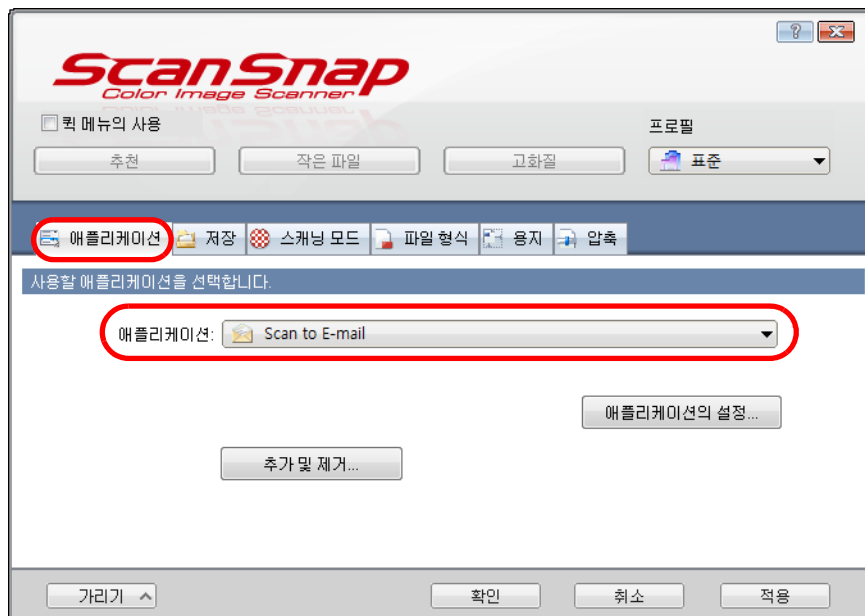 ScanSnap
Color Image Scanner
퀵 메뉴의 사용
프로필
추천 작은 파일 고화질 표준
애플리케이션 저장 스캐닝 모드 파일 형식 용지 압축
사용할 애플리케이션을 선택합니다.
애플리케이션: Scan to E-mail
애플리케이션의 설정...
추가 및 제거...
가리기 확인 취소 적용